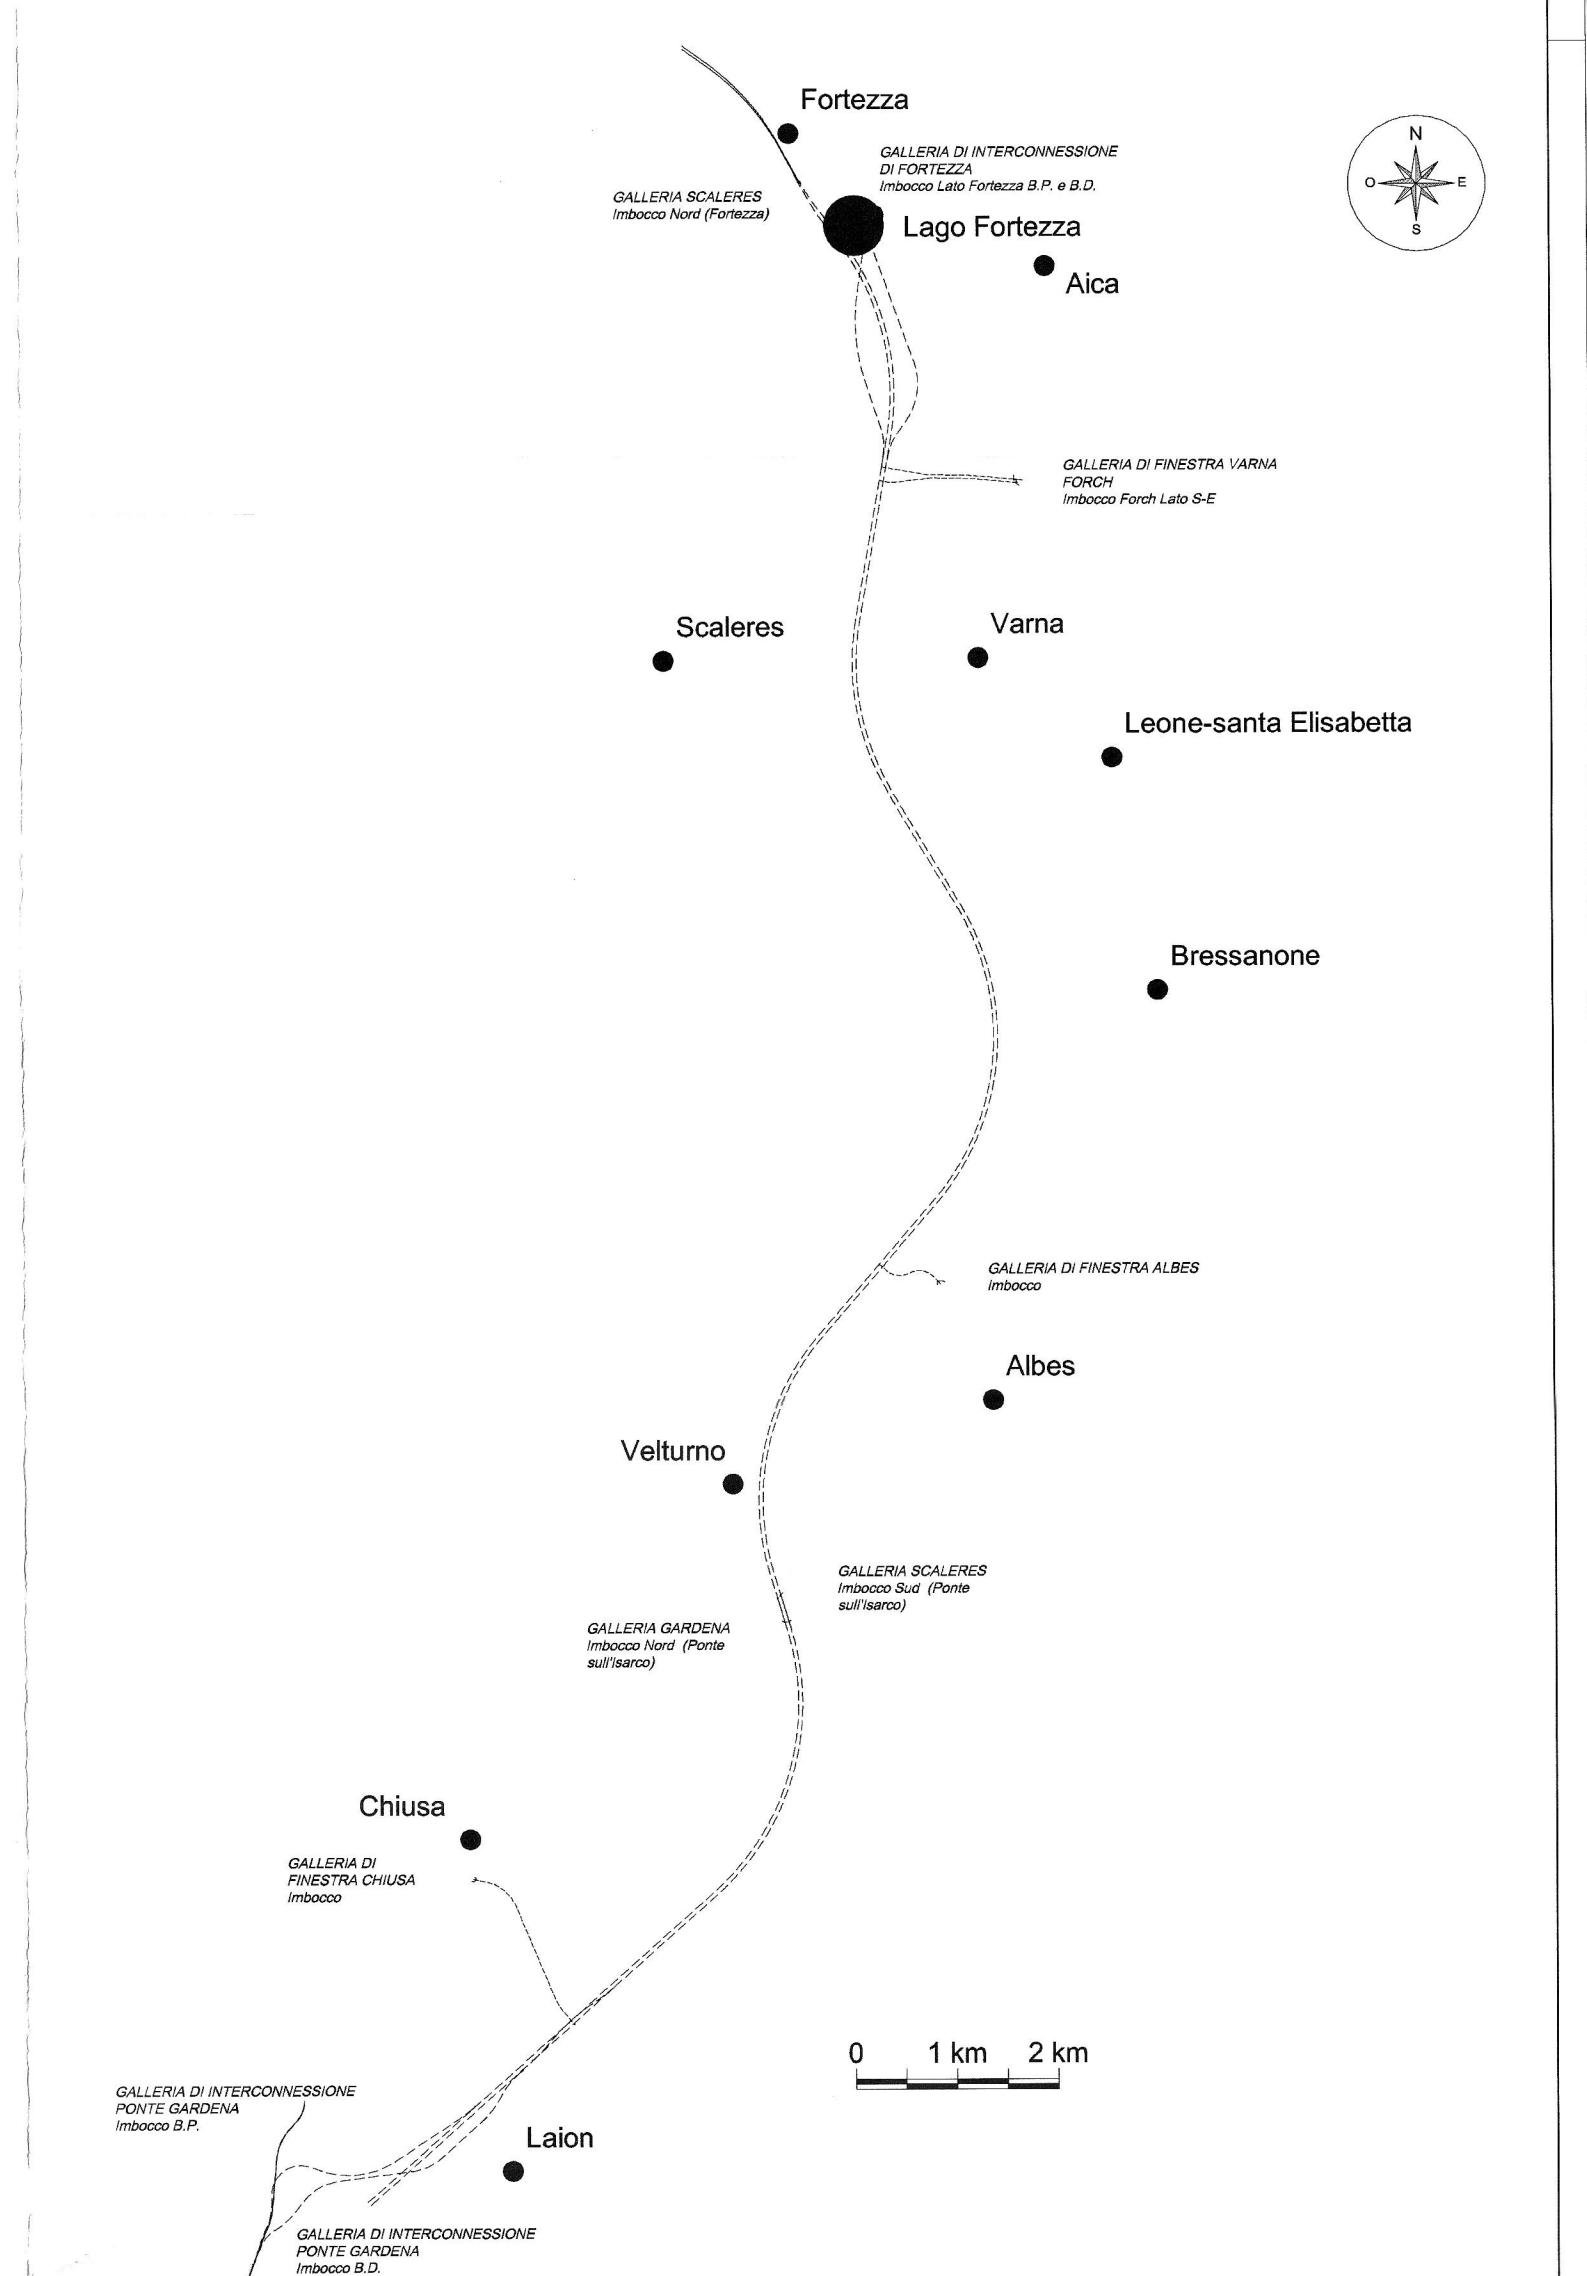 Fortezza
GALLERIA DI INTERCONNESSIONE
DI FORTEZZA
Imbocco Lato Fortezza B.P. e B.D.
N
O
E
S
GALLERIA SCALERES
Imbocco Nord (Fortezza)
Lago Fortezza
Aica
GALLERIA DI FINESTRA VARNA
FORCH
Imbocco Forch Lato S-E
Scaleres
Varna
Leone-santa Elisabetta
Bressanone
GALLERIA DI FINESTRA ALBES
Imbocco
Albes
Velturno
GALLERIA SCALERES
Imbocco Sud (Ponte
sull'Isarco)
GALLERIA GARDENA
Imbocco Nord (Ponte
sull'Isarco)
Chiusa
GALLERIA DI
FINESTRA CHIUSA
Imbocco
0 1 km 2 km
GALLERIA DI INTERCONNESSIONE
PONTE GARDENA
Imbocco B.P.
Laion
GALLERIA DI INTERCONNESSIONE
PONTE GARDENA
Imbocco B.D.